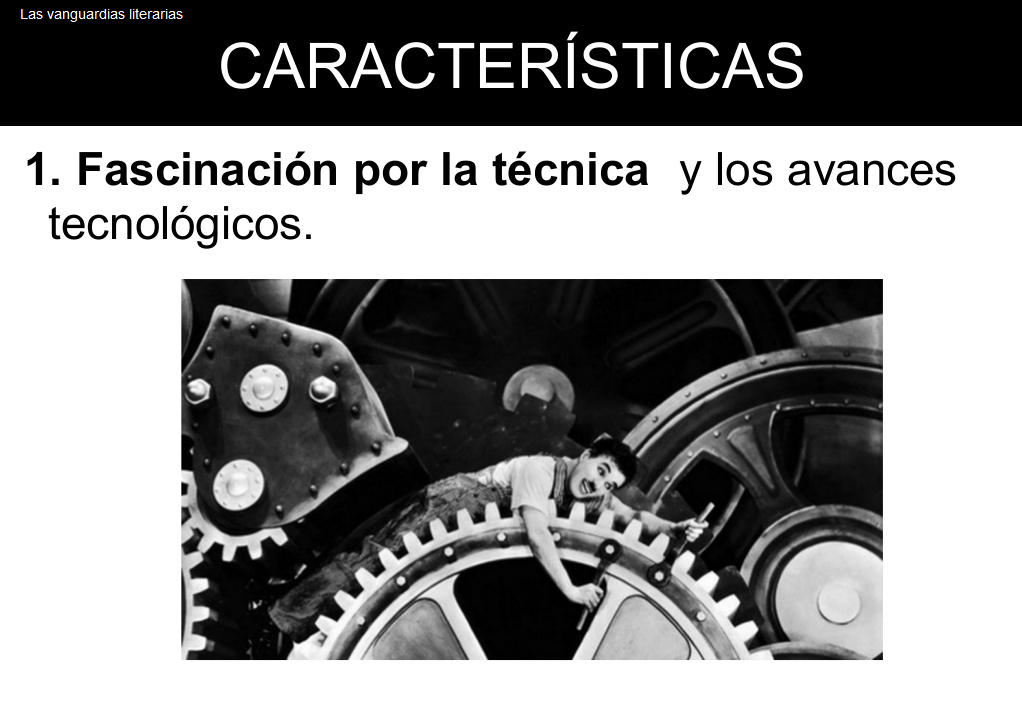 Las vanguardias literarias
CARACTERÍSTICAS
1. Fascinación por la técnica y los avances
tecnológicos.